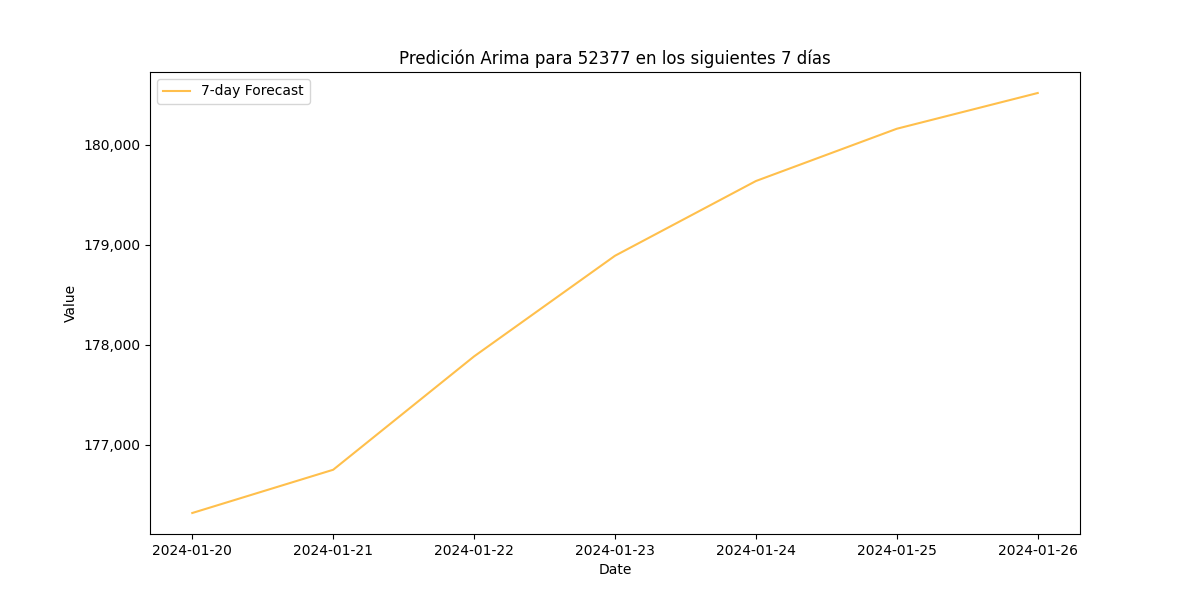 Predición Arima para 52377 en los siguientes 7 días
7-day Forecast
180,000
179,000
178,000
177,000
Value
2024-01-20 2024-01-21 2024-01-22 2024-01-23 2024-01-24 2024-01-25 2024-01-26
Date